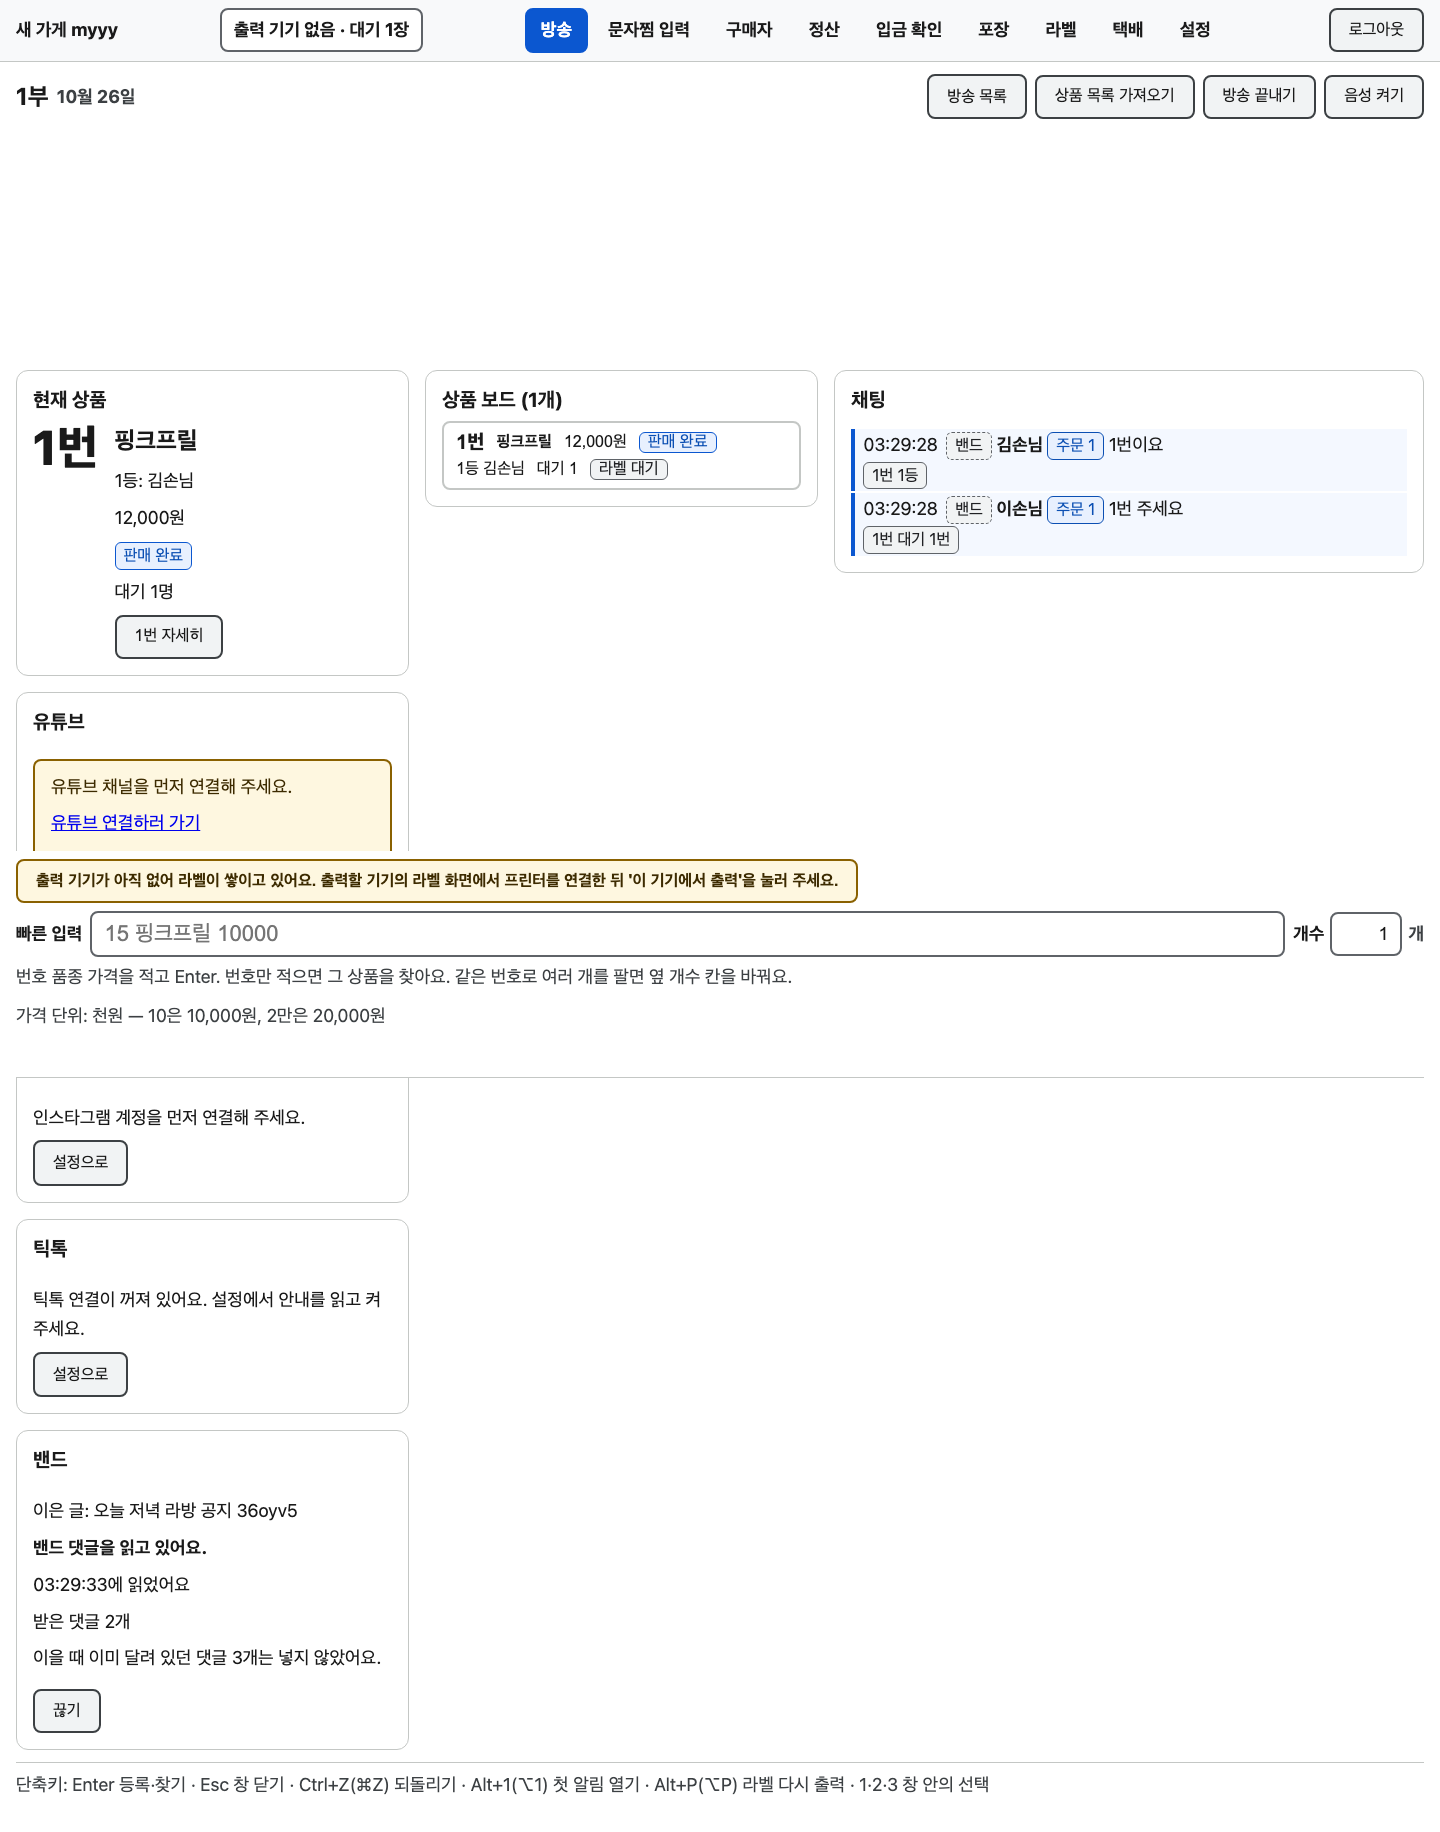 새 가게 myyy
출력 기기 없음 · 대기 1장
방송
문자찜 입력
구매자
정산
입금 확인
포장
라벨
택배
설정
로그아웃
1부 10월 26일
방송 목록
상품 목록 가져오기
방송 끝내기
음성 켜기
현재 상품
1번
핑크프릴
1등: 김손님
12,000원
판매 완료
대기 1명
1번 자세히
상품 보드 (1개)
1번 핑크프릴 12,000원 판매 완료
1등 김손님 대기 1 라벨 대기
채팅
03:29:28 밴드 김손님 주문 1 1번이요
1번 1등
03:29:28 밴드 이손님 주문 1 1번 주세요
1번 대기 1번
유튜브
유튜브 채널을 먼저 연결해 주세요.
유튜브 연결하러 가기
출력 기기가 아직 없어 라벨이 쌓이고 있어요. 출력할 기기의 라벨 화면에서 프린터를 연결한 뒤 '이 기기에서 출력'을 눌러 주세요.
빠른 입력 15 핑크프릴 10000 개수 1 개
번호 품종 가격을 적고 Enter. 번호만 적으면 그 상품을 찾아요. 같은 번호로 여러 개를 팔면 옆 개수 칸을 바꿔요.
가격 단위: 천원 — 10은 10,000원, 2만은 20,000원
인스타그램 계정을 먼저 연결해 주세요.
설정으로
틱톡
틱톡 연결이 꺼져 있어요. 설정에서 안내를 읽고 켜
주세요.
설정으로
밴드
이은 글: 오늘 저녁 라방 공지 36oyv5
밴드 댓글을 읽고 있어요.
03:29:33에 읽었어요
받은 댓글 2개
이을 때 이미 달려 있던 댓글 3개는 넣지 않았어요.
끊기
단축키: Enter 등록·찾기 · Esc 창 닫기 · Ctrl+Z(⌘Z) 되돌리기 · Alt+1(⌥1) 첫 알림 열기 · Alt+P(⌥P) 라벨 다시 출력 · 1·2·3 창 안의 선택